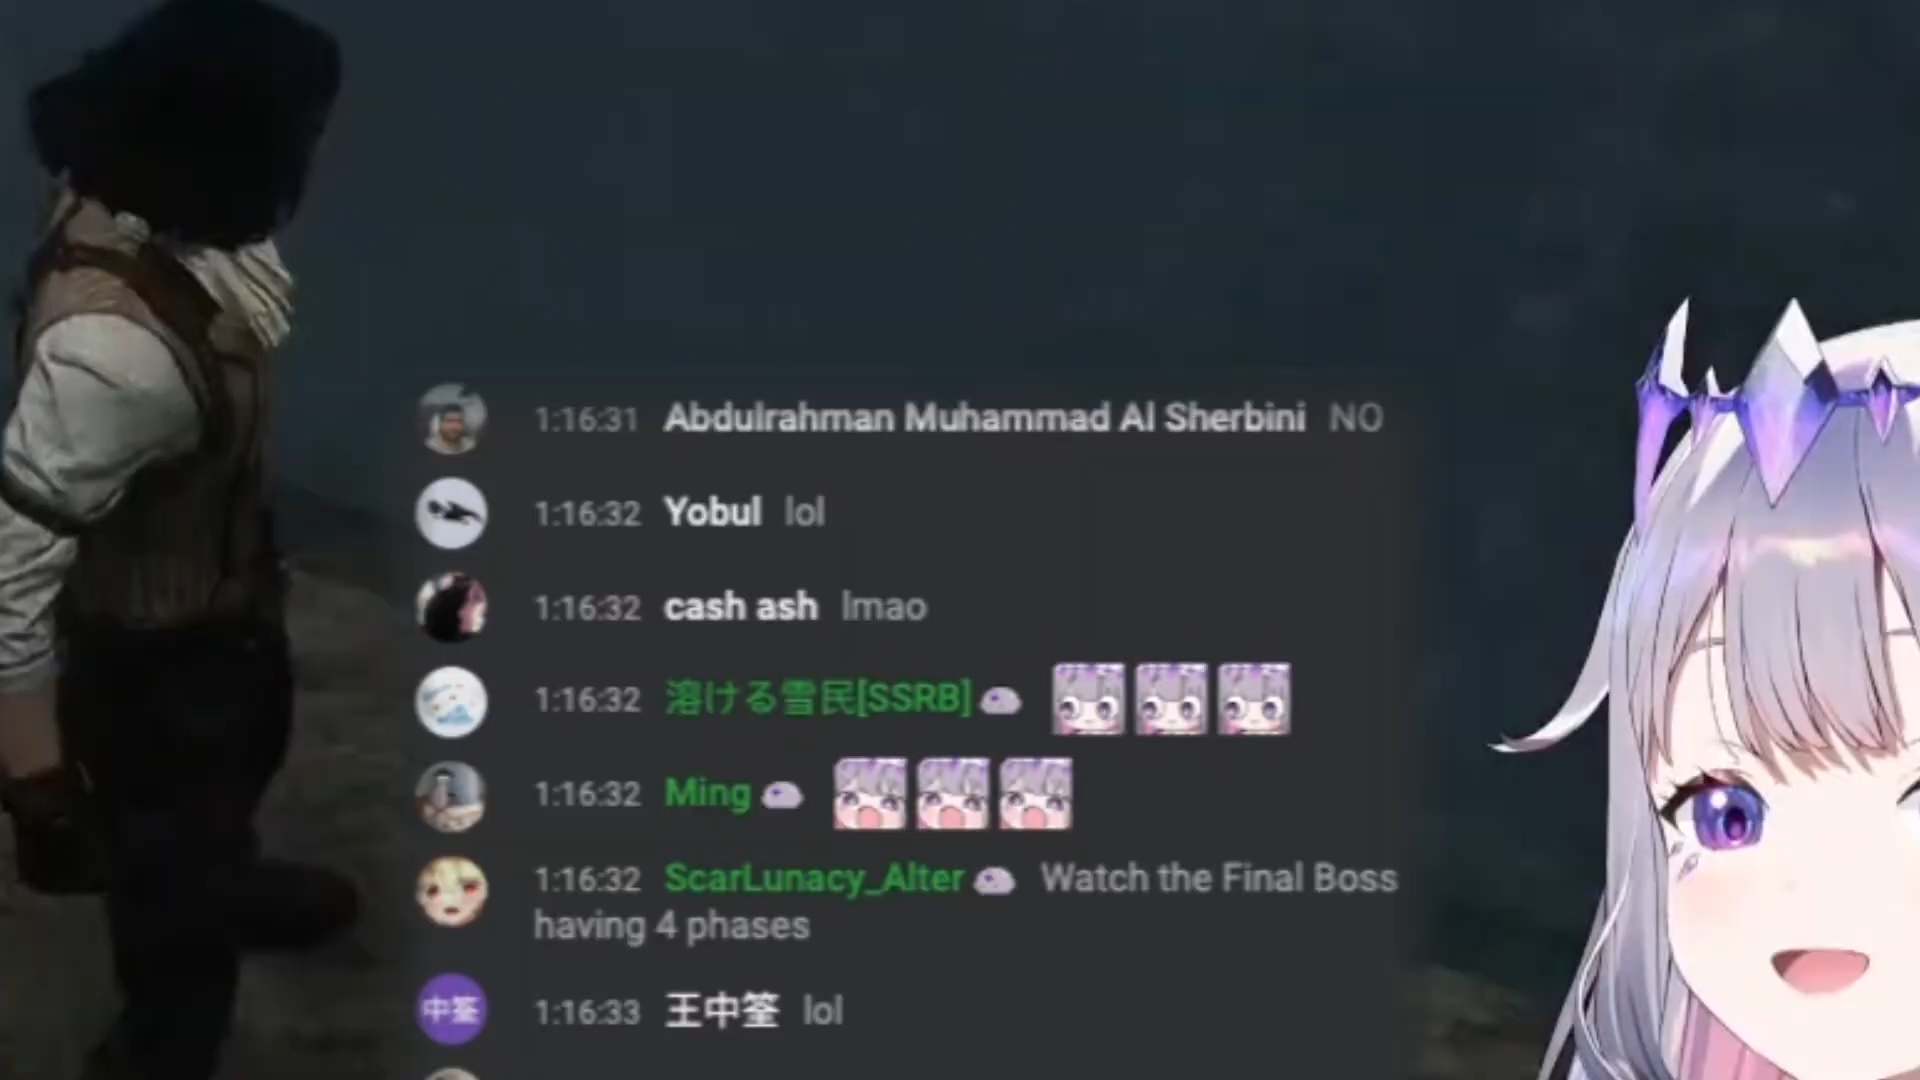 1:16:31 Abdulrahman Muhammad Al Sherbini NO
1:16:32 Yobul lol
1:16:32 cash ash lmao
1:16:32 溶ける雪民[SSRB]
1:16:32 Ming
1:16:32 ScarLunacy_Alter Watch the Final Boss
having 4 phases
中筌 1:16:33 王中筌 lol